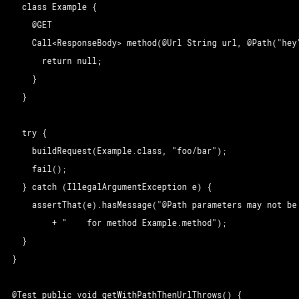 class Example {
@GET
Call<ResponseBody> method(@Url String url, @Path("hey"
return null;
}
}
try {
buildRequest(Example.class, "foo/bar");
fail();
} catch (IllegalArgumentException e) {
assertThat(e).hasMessage("@Path parameters may not be
+ "    for method Example.method");
}
}
@Test public void getWithPathThenUrlThrows() {